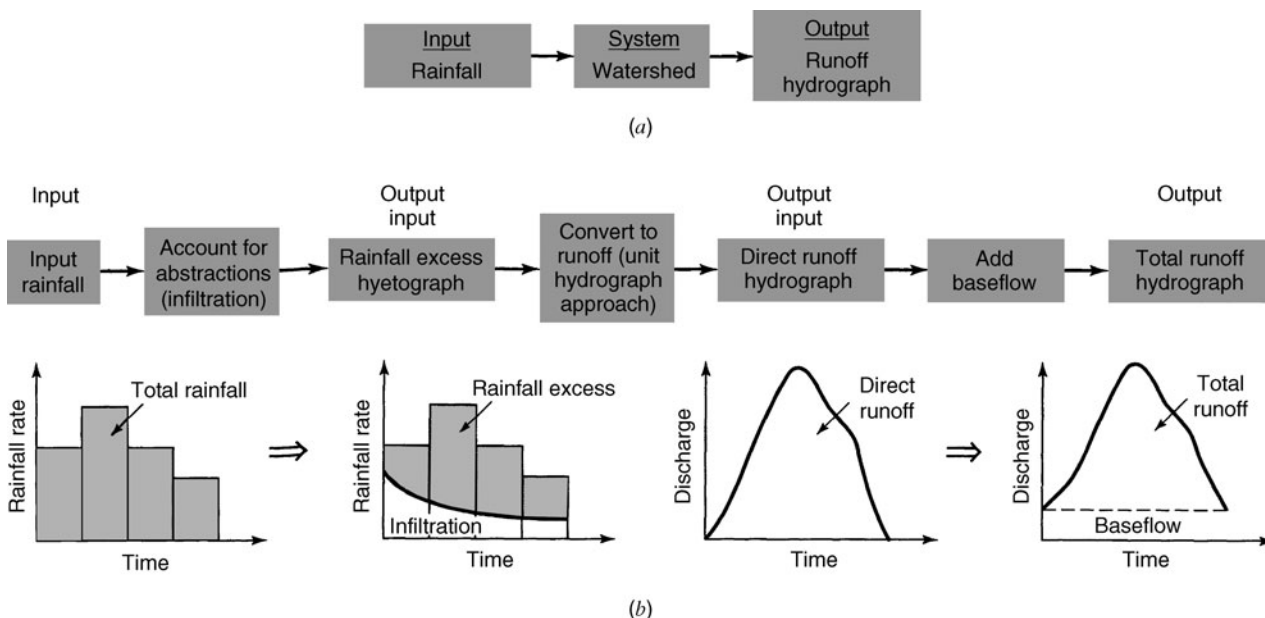 Input
Rainfall
System
Watershed
Output
Runoff
hydrograph
(a)
Input
Output
input
Output
input
Output
Input
rainfall
Account for
abstractions
(infiltration)
Rainfall excess
hyetograph
Convert to
runoff (unit
hydrograph
approach)
Direct runoff
hydrograph
Add
baseflow
Total runoff
hydrograph
Rainfall rate
Total rainfall
Time
Rainfall rate
Rainfall excess
Infiltration
Time
Discharge
Direct
runoff
Time
Discharge
Total
runoff
Baseflow
Time
(b)